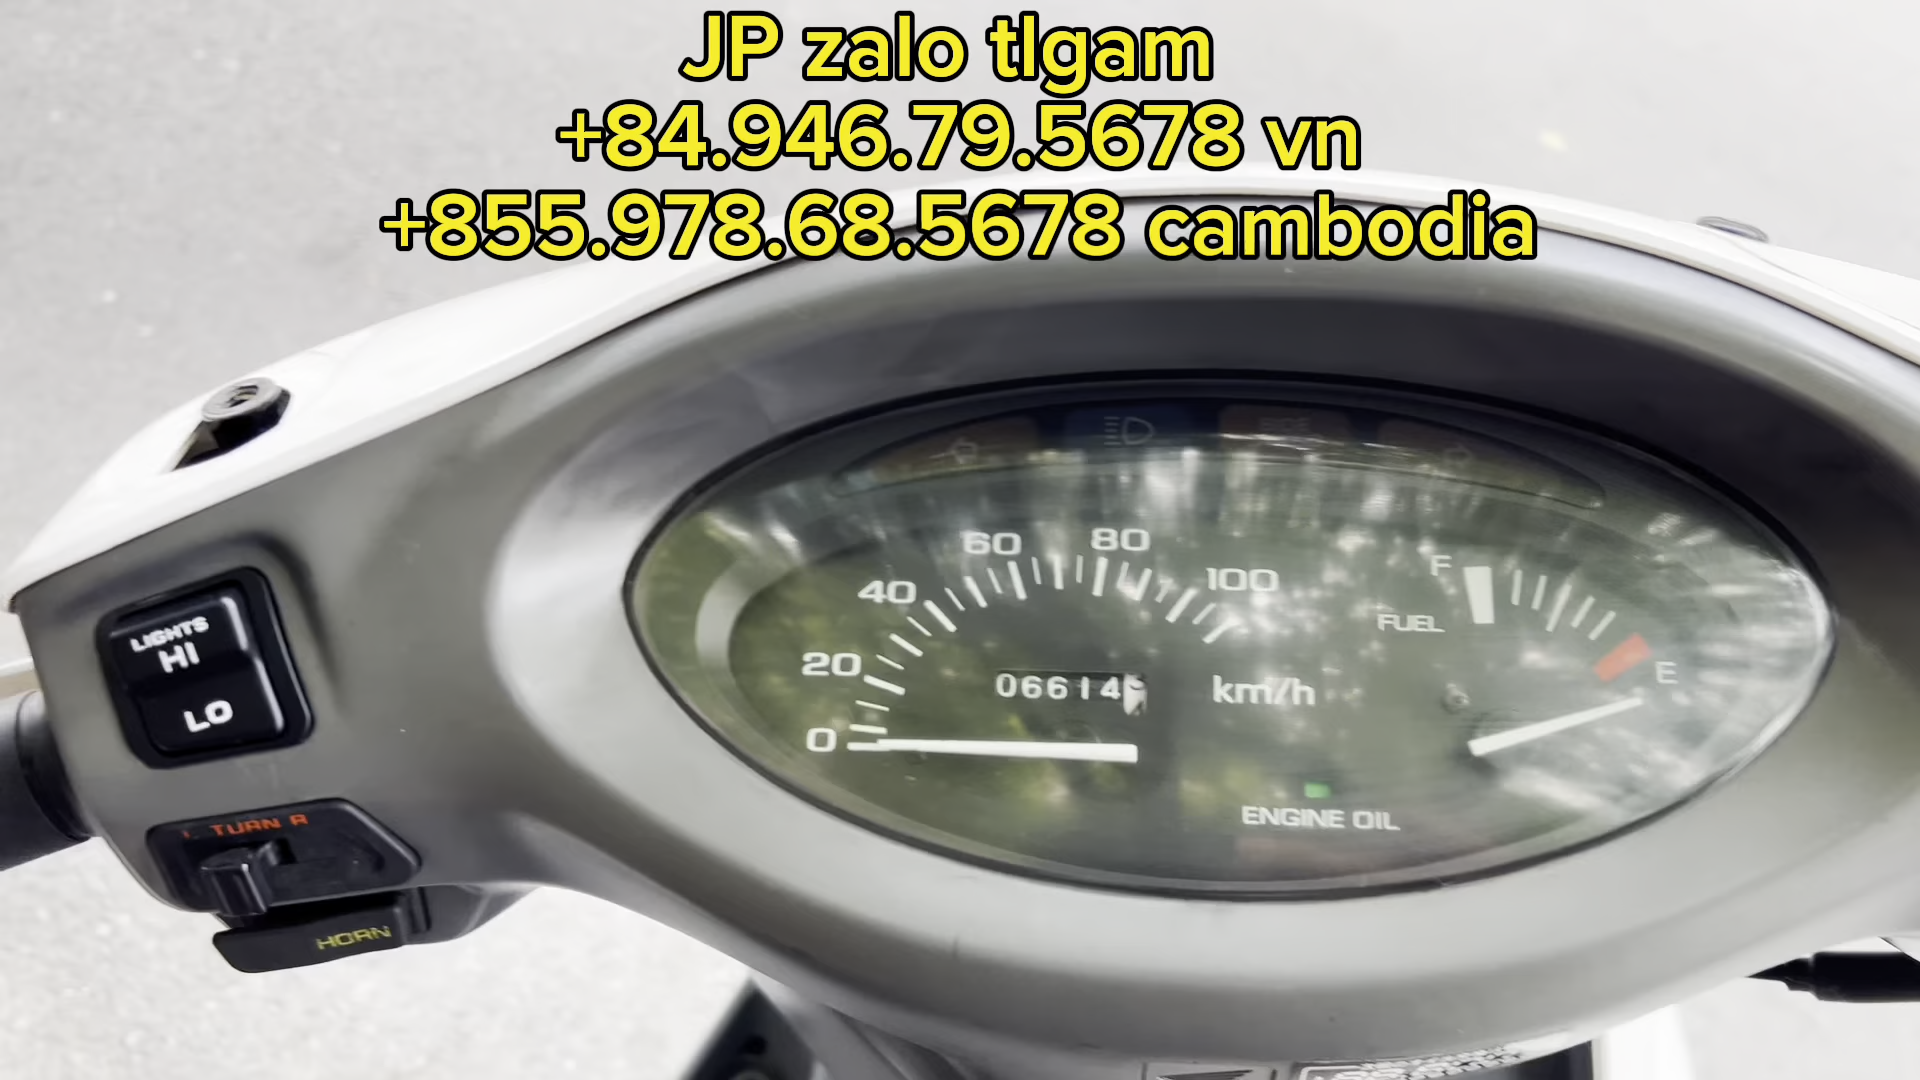 JP zalo tlgam
+84.946.79.5678 vn
+855.978.68.5678 cambodia
60 80
40 100
20
0
F
FUEL
E
06614
km/h
ENGINE OIL
LIGHTS
HI
LO
TURN R
HORN